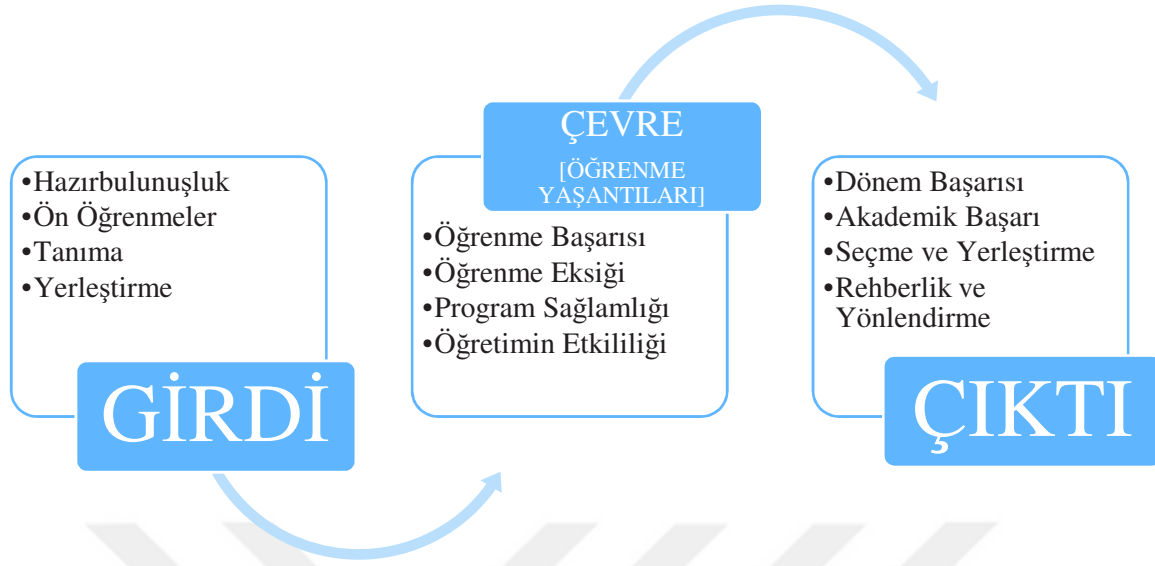 •Hazırbulunuşluk
•Ön Öğrenmeler
•Tanıma
•Yerleştirme
GİRDİ
ÇEVRE
[ÖĞRENME
YAŞANTILARI]
•Öğrenme Başarısı
•Öğrenme Eksiği
•Program Sağlamlığı
•Öğretimin Etkililiği
•Dönem Başarısı
•Akademik Başarı
•Seçme ve Yerleştirme
•Rehberlik ve
Yönlendirme
ÇIKTI